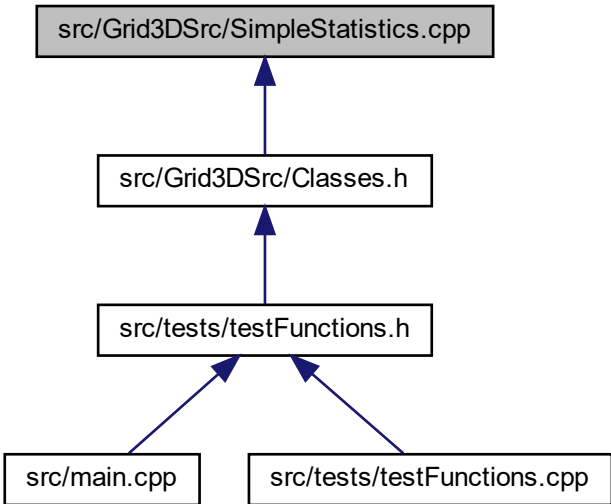 src/Grid3DSrc/SimpleStatistics.cpp
src/Grid3DSrc/Classes.h
src/tests/testFunctions.h
src/main.cpp
src/tests/testFunctions.cpp